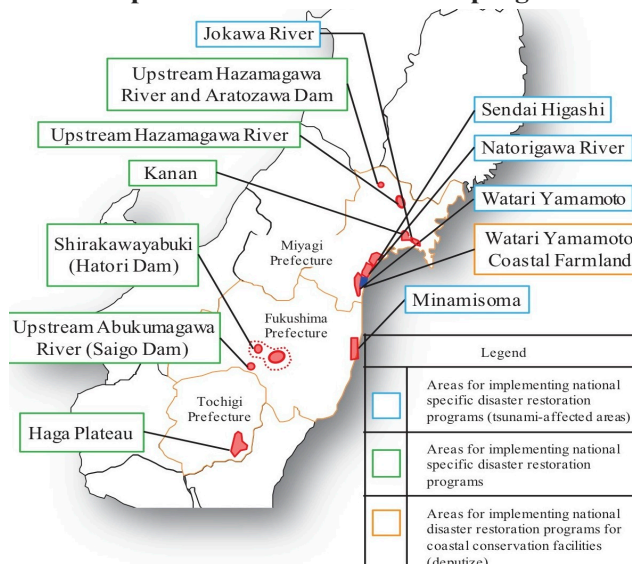 Jokawa River
Upstream Hazamagawa
River and Aratozawa Dam
Upstream Hazamagawa River
Kanan
Shirakawayabuki
(Hatori Dam)
Upstream Abukumagawa
River (Saigo Dam)
Haga Plateau
Miyagi
Prefecture
Fukushima
Prefecture
Tochigi
Prefecture
Sendai Higashi
Natorigawa River
Watari Yamamoto
Watari Yamamoto
Coastal Farmland
Minamisoma
Legend
Areas for implementing national
specific disaster restoration
programs (tsunami-affected areas)
Areas for implementing national
specific disaster restoration
programs
Areas for implementing national
disaster restoration programs for
coastal conservation facilities
(deputize)